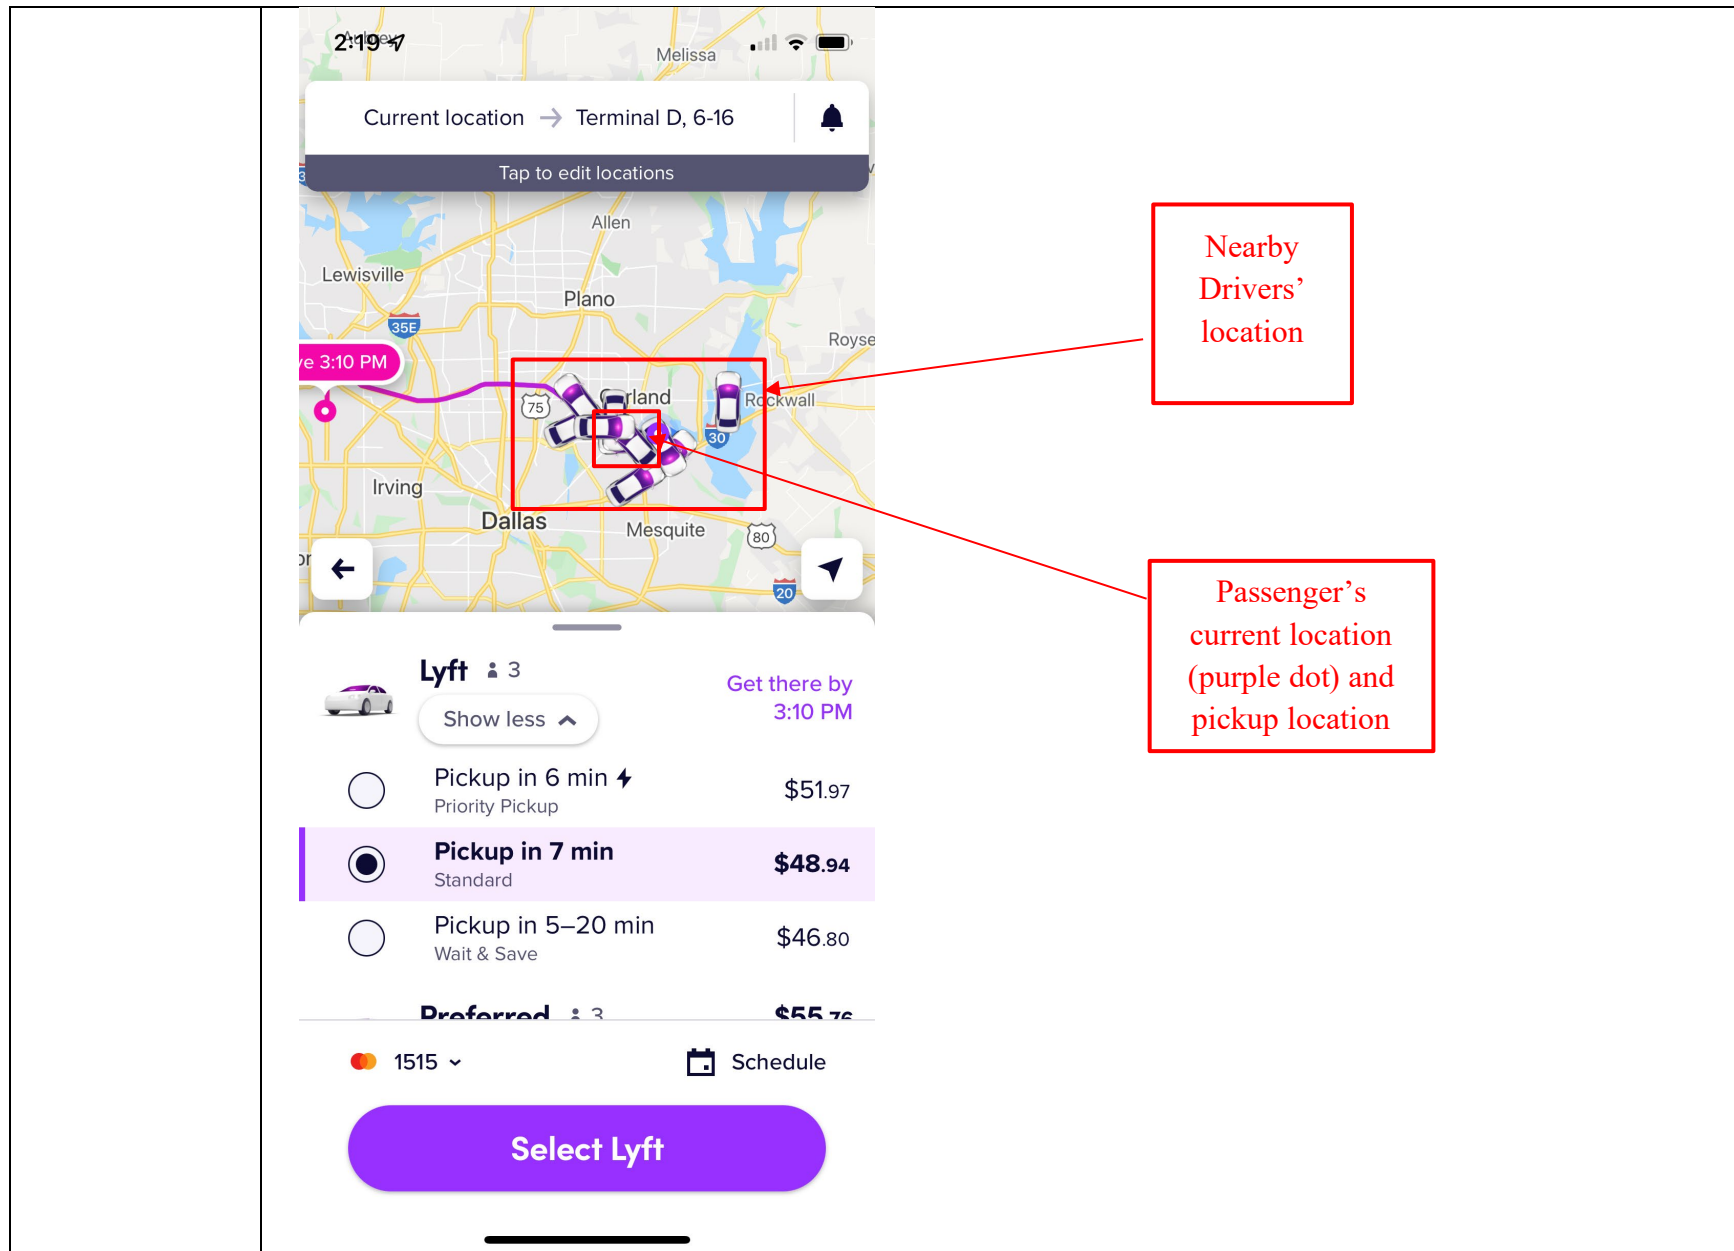 2:19
Melissa
Current location → Terminal D, 6-16
Tap to edit locations
Allen
Lewisville
Plano
35E
Royse
3:10 PM
75
Rockwall
30
Irving
Dallas
Mesquite
80
20
Nearby
Drivers’
location
Passenger’s
current location
(purple dot) and
pickup location
Lyft 3
Show less
Get there by
3:10 PM
Pickup in 6 min
Priority Pickup
$51.97
Pickup in 7 min
Standard
$48.94
Pickup in 5–20 min
Wait & Save
$46.80
Preferred 3
$55.76
1515
Schedule
Select Lyft